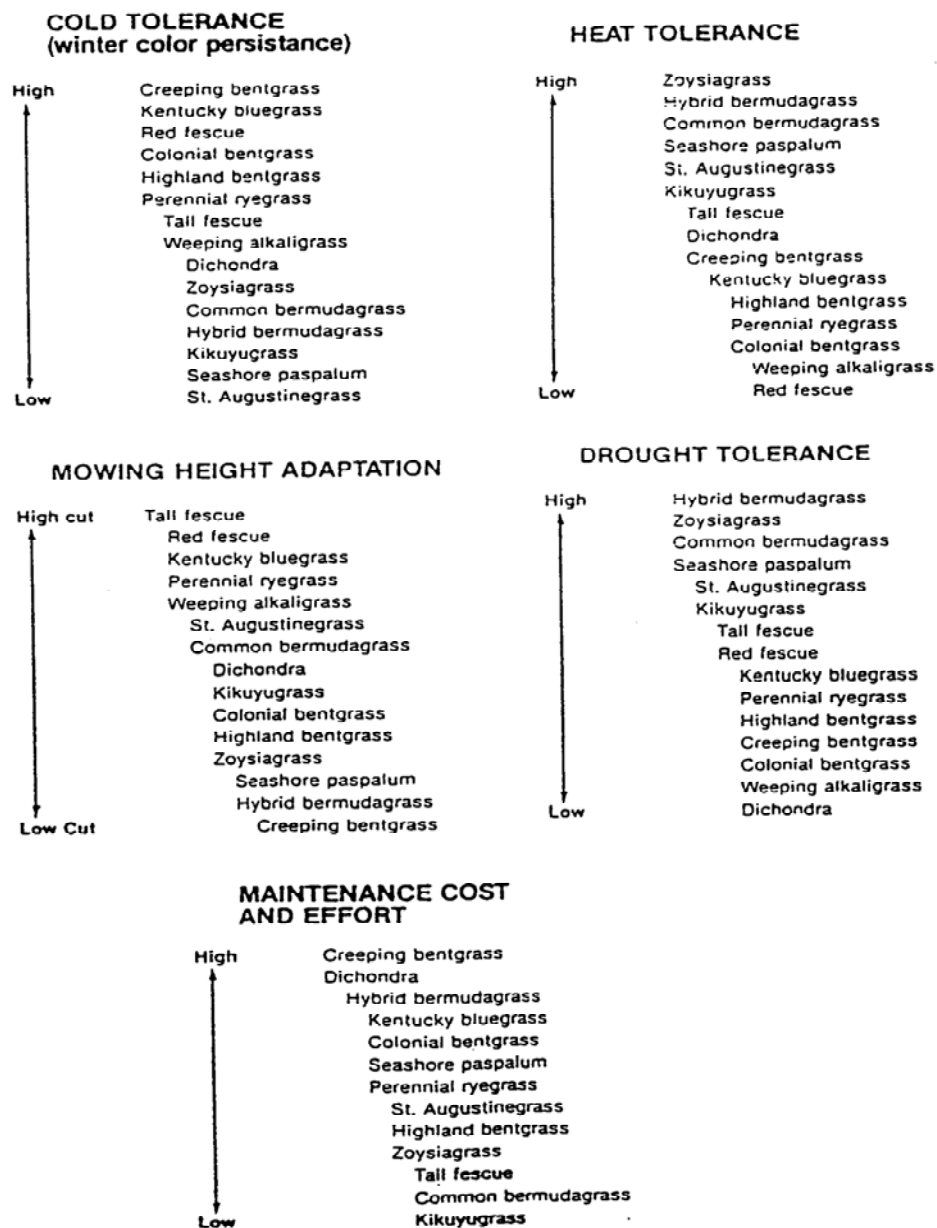 COLD TOLERANCE
(winter color persistance)
High
Creeping bentgrass
Kentucky bluegrass
Red fescue
Colonial bentgrass
Highland bentgrass
Perennial ryegrass
Tall fescue
Weeping alkaligrass
Dichondra
Zoysiagrass
Common bermudagrass
Hybrid bermudagrass
Kikuyugrass
Seashore paspalum
Low
St. Augustinegrass
HEAT TOLERANCE
High
Zoysiagrass
Hybrid bermudagrass
Common bermudagrass
Seashore paspalum
St. Augustinegrass
Kikuyugrass
Tall fescue
Dichondra
Creeping bentgrass
Kentucky bluegrass
Highland bentgrass
Perennial ryegrass
Colonial bentgrass
Weeping alkaligrass
Low
Red fescue
MOWING HEIGHT ADAPTATION
High cut
Tall fescue
Red fescue
Kentucky bluegrass
Perennial ryegrass
Weeping alkaligrass
St. Augustinegrass
Common bermudagrass
Dichondra
Kikuyugrass
Colonial bentgrass
Highland bentgrass
Zoysiagrass
Seashore paspalum
Hybrid bermudagrass
Low Cut
Creeping bentgrass
DROUGHT TOLERANCE
High
Hybrid bermudagrass
Zoysiagrass
Common bermudagrass
Seashore paspalum
St. Augustinegrass
Kikuyugrass
Tall fescue
Red fescue
Kentucky bluegrass
Perennial ryegrass
Highland bentgrass
Creeping bentgrass
Colonial bentgrass
Weeping alkaligrass
Low
Dichondra
MAINTENANCE COST
AND EFFORT
High
Creeping bentgrass
Dichondra
Hybrid bermudagrass
Kentucky bluegrass
Colonial bentgrass
Seashore paspalum
Perennial ryegrass
St. Augustinegrass
Highland bentgrass
Zoysiagrass
Tall fescue
Common bermudagrass
Low
Kikuyugrass